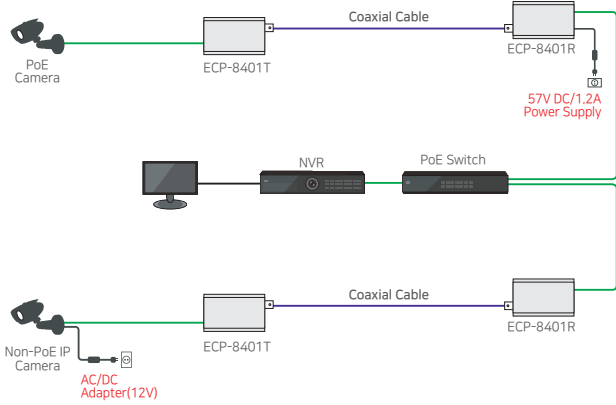 Coaxial Cable
PoE
Camera
ECP-8401T
ECP-8401R
57V DC/1.2A
Power Supply
NVR
PoE Switch
Coaxial Cable
Non-PoE IP
Camera
ECP-8401T
ECP-8401R
AC/DC
Adapter(12V)